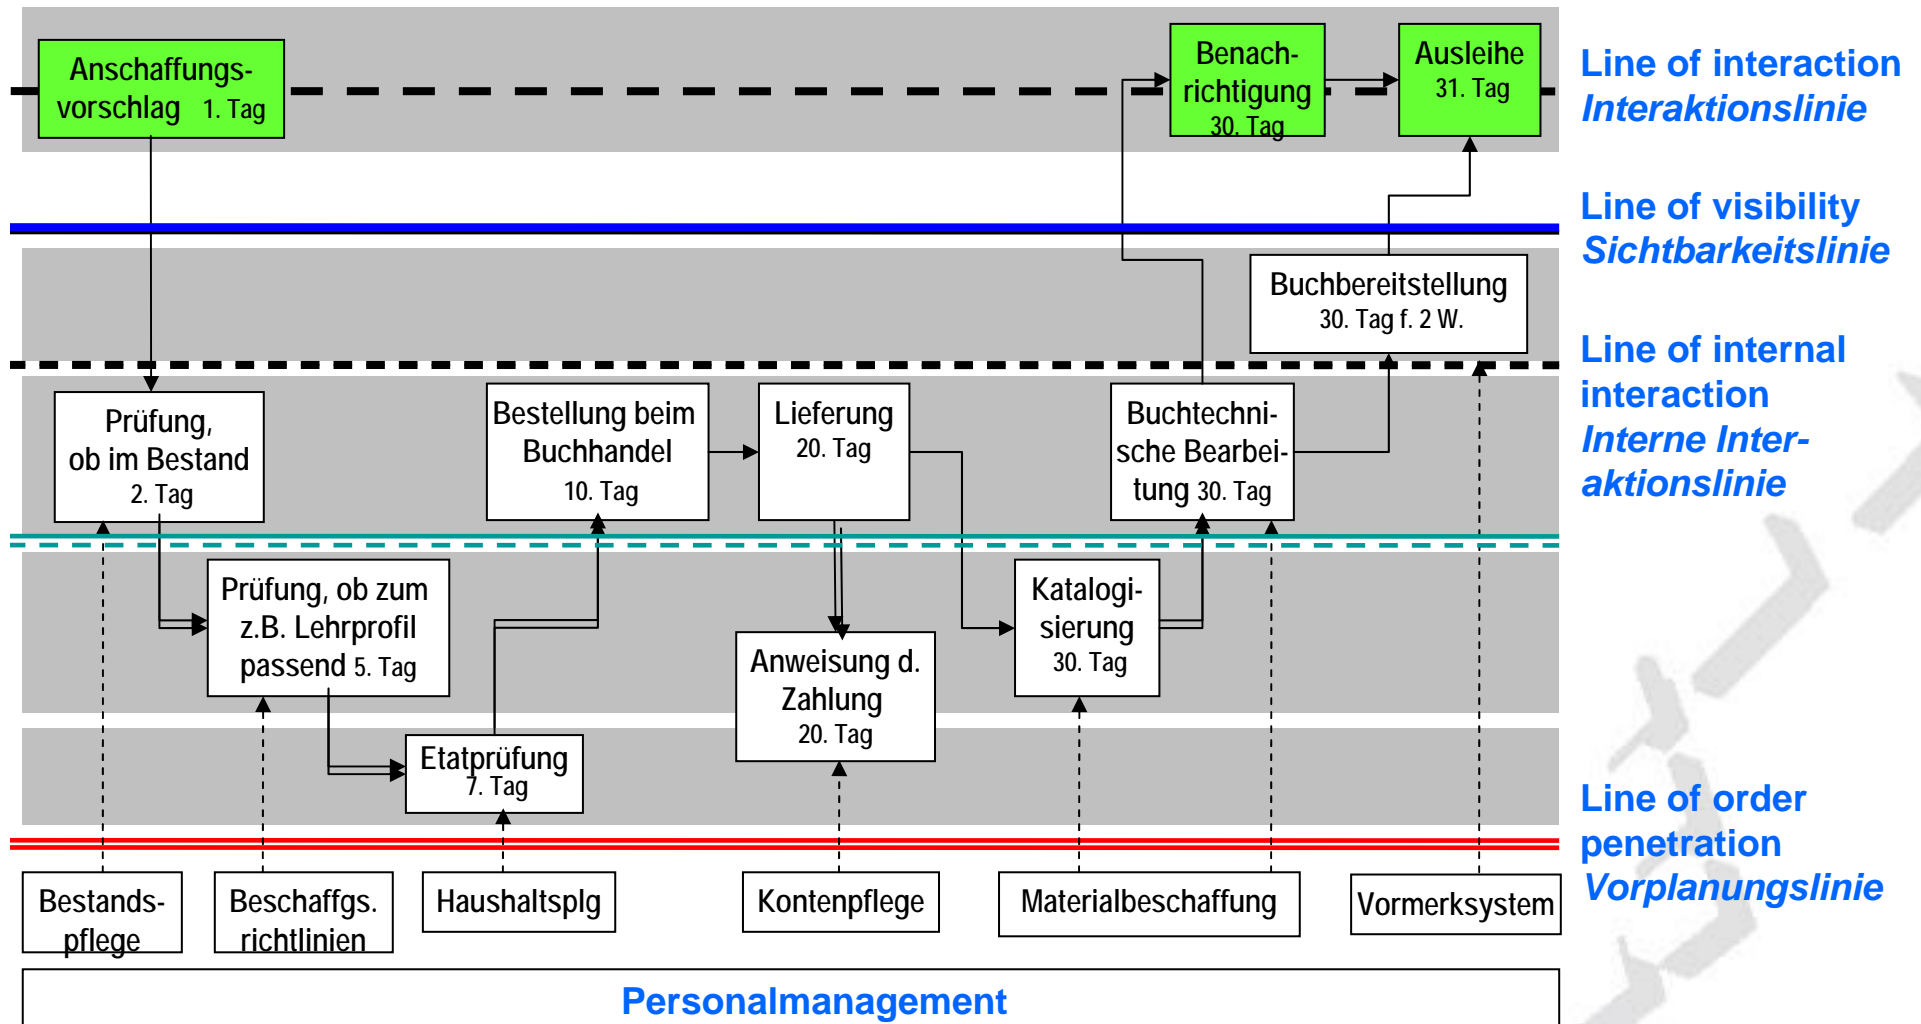 Anschaffungs-
vorschlag 1. Tag
Benach-
richtigung
30. Tag
Ausleihe
31. Tag
Line of interaction
Interaktionslinie
Line of visibility
Sichtbarkeitslinie
Buchbereitstellung
30. Tag f. 2 W.
Line of internal
interaction
Interne Inter-
aktionslinie
Prüfung,
ob im Bestand
2. Tag
Bestellung beim
Buchhandel
10. Tag
Lieferung
20. Tag
Buchtechni-
sche Bearbei-
tung 30. Tag
Prüfung, ob zum
z.B. Lehrprofil
passend 5. Tag
Katalogi-
sierung
30. Tag
Anweisung d.
Zahlung
20. Tag
Etatprüfung
7. Tag
Line of order
penetration
Vorplanungslinie
Bestands-
pflege
Beschaffgs.
richtlinien
Haushaltsplg
Kontenpflege
Materialbeschaffung
Vormerksystem
Personalmanagement